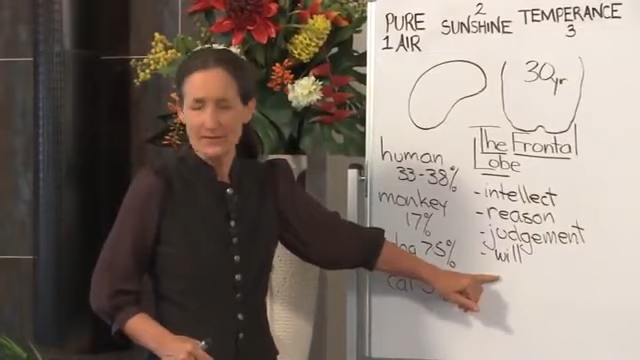 PURE
1 AIR
2
SUNSHINE
TEMPERANCE
3
30yr
The Frontal
Lobe
human
33-38%
monkey
17%
7.5%
cat
- intellect
- reason
- judgement
- will